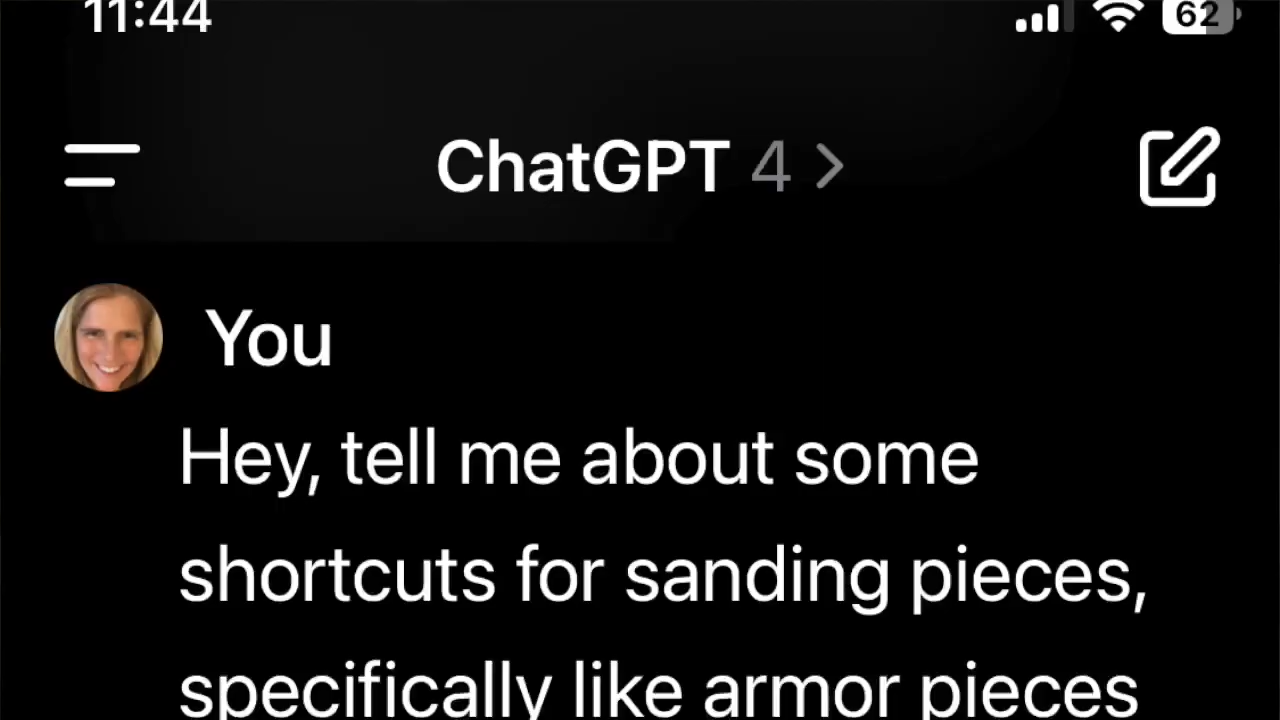 11:44
62
ChatGPT 4 >
You
Hey, tell me about some
shortcuts for sanding pieces,
specifically like armor pieces